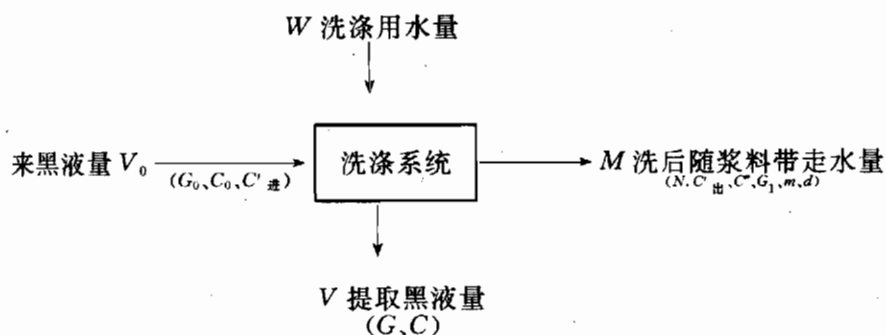 W 洗涤用水量
来黑液量 V₀
(G₀、C₀、C'进)
洗涤系统
M 洗后随浆料带走水量
(N、C'出、C″、G₁、m、d)
V 提取黑液量
(G、C)